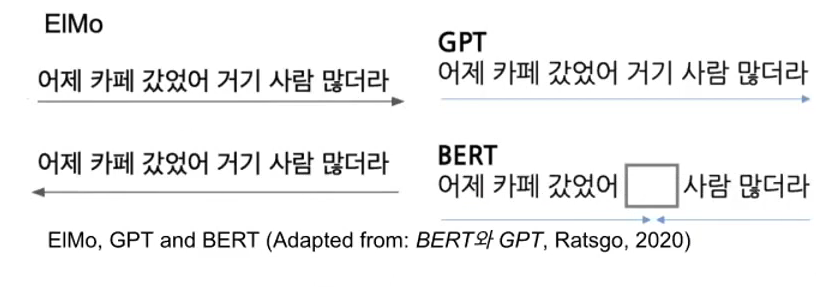 ElMo
어제 카페 갔었어 거기 사람 많더라
어제 카페 갔었어 거기 사람 많더라
GPT
어제 카페 갔었어 거기 사람 많더라
BERT
어제 카페 갔었어 사람 많더라
ElMo, GPT and BERT (Adapted from: BERT와 GPT, Ratsgo, 2020)